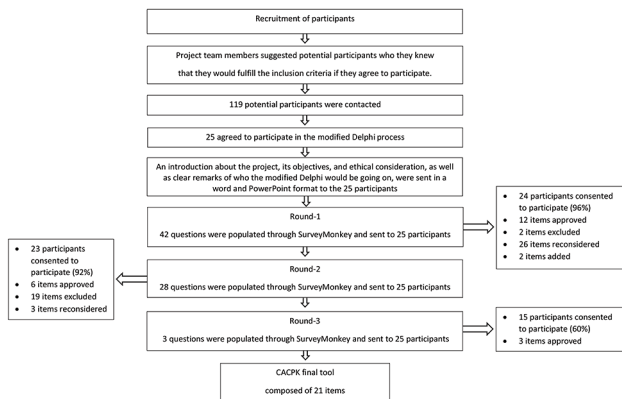 Recruitment of participants
Project team members suggested potential participants who they knew
that they would fulfill the inclusion criteria if they agree to participate.
119 potential participants were contacted
25 agreed to participate in the modified Delphi process
An introduction about the project, its objectives, and ethical consideration, as well
as clear remarks of who the modified Delphi would be going on, were sent in a
word and PowerPoint format to the 25 participants
Round-1
42 questions were populated through SurveyMonkey and sent to 25 participants
• 24 participants consented
to participate (96%)
• 12 items approved
• 2 items excluded
• 26 items reconsidered
• 2 items added
Round-2
28 questions were populated through SurveyMonkey and sent to 25 participants
• 23 participants
consented to
participate (92%)
• 6 items approved
• 19 items excluded
• 3 items reconsidered
Round-3
3 questions were populated through SurveyMonkey and sent to 25 participants
• 15 participants consented
to participate (60%)
• 3 items approved
CACPK final tool
composed of 21 items